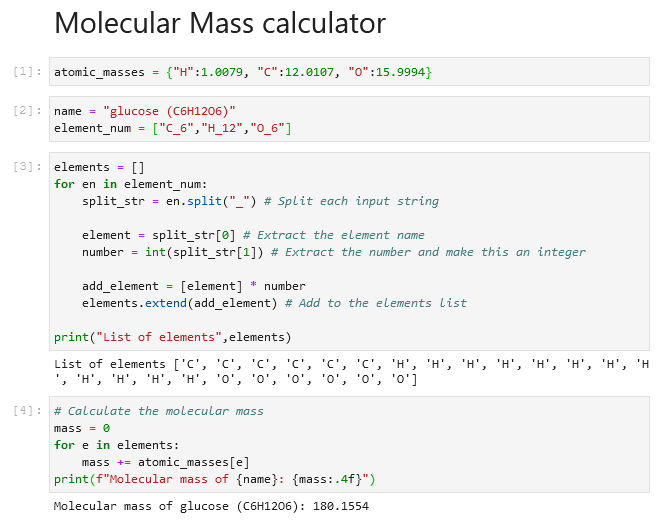 Molecular Mass calculator
[1]: atomic_masses = {"H":1.0079, "C":12.0107, "O":15.9994}
[2]: name = "glucose (C6H12O6)"
element_num = ["C_6","H_12","O_6"]
[3]: elements = []
for en in element_num:
    split_str = en.split("_") # Split each input string
    element = split_str[0] # Extract the element name
    number = int(split_str[1]) # Extract the number and make this an integer
    add_element = [element] * number
    elements.extend(add_element) # Add to the elements list
print("List of elements",elements)
List of elements ['C', 'C', 'C', 'C', 'C', 'C', 'H', 'H', 'H', 'H', 'H', 'H', 'H', 'H
', 'H', 'H', 'H', 'H', 'O', 'O', 'O', 'O', 'O', 'O']
[4]: # Calculate the molecular mass
mass = 0
for e in elements:
    mass += atomic_masses[e]
print(f"Molecular mass of {name}: {mass:.4f}")
Molecular mass of glucose (C6H12O6): 180.1554